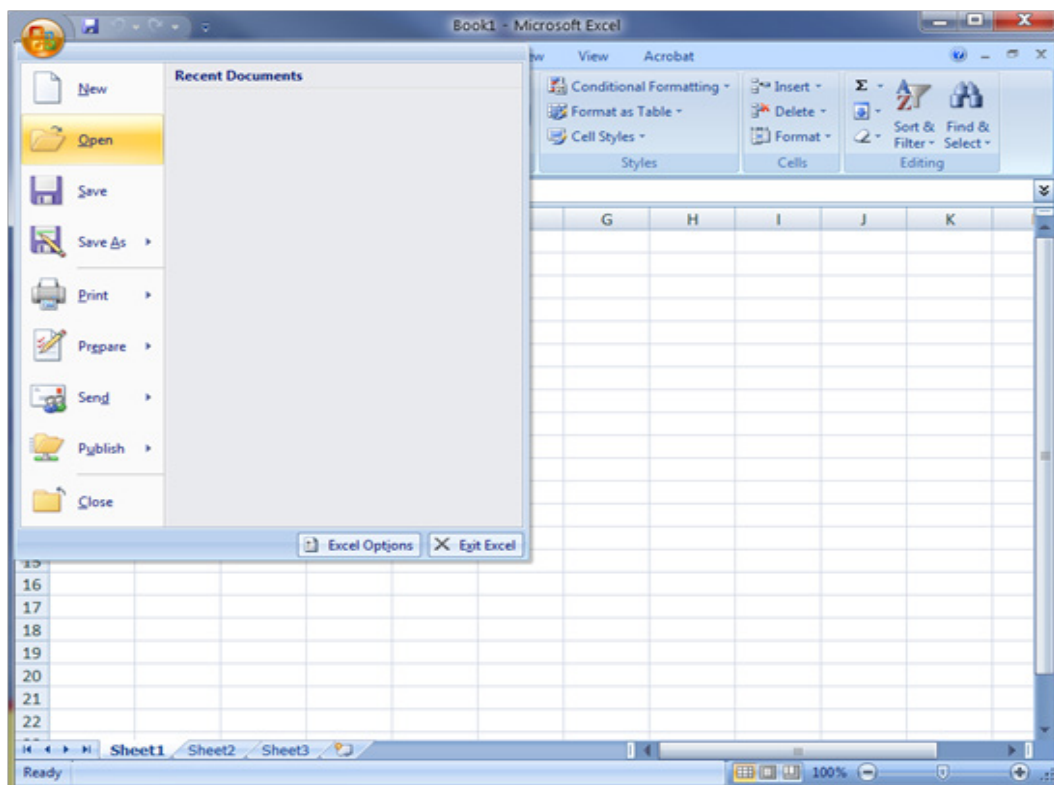 Book1 - Microsoft Excel
View Acrobat
New
Open
Save
Save As
Print
Prepare
Send
Publish
Close
Recent Documents
Excel Options
Exit Excel
Conditional Formatting
Format as Table
Cell Styles
Styles
Insert
Delete
Format
Cells
Σ
Sort & Filter
Find & Select
Editing
G H I J K
15
16
17
18
19
20
21
22
Sheet1 Sheet2 Sheet3
Ready
100%